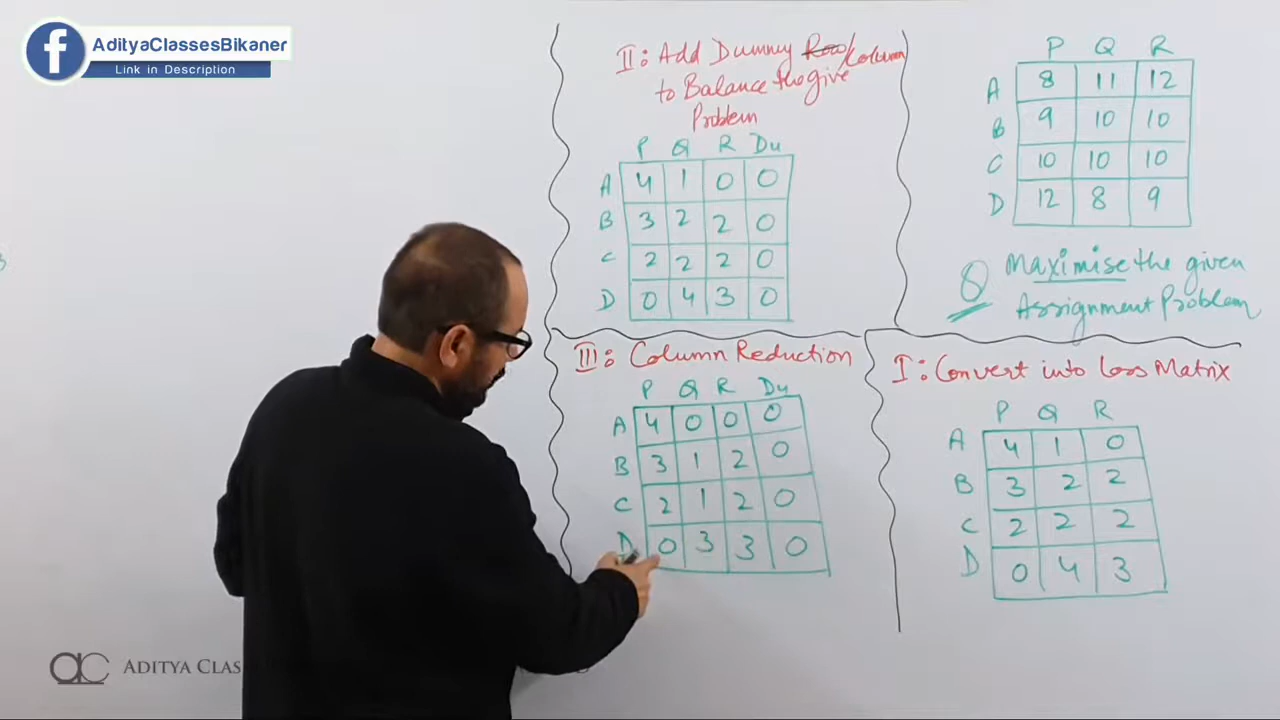 AdityaClassesBikaner
Link in Description
II: Add Dummy Row/Column
to Balance the give
Problem
P Q R Du
A 4 1 0 0
B 3 2 2 0
C 2 2 2 0
D 0 4 3 0
III: Column Reduction
P Q R Du
A 4 0 0 0
B 3 1 2 0
C 2 1 2 0
D 0 3 3 0
P Q R
A 8 11 12
B 9 10 10
C 10 10 10
D 12 8 9
Q Maximise the given
Assignment Problem
I: Convert into Loss Matrix
P Q R
A 4 1 0
B 3 2 2
C 2 2 2
D 0 4 3
ac ADITYA CLAS